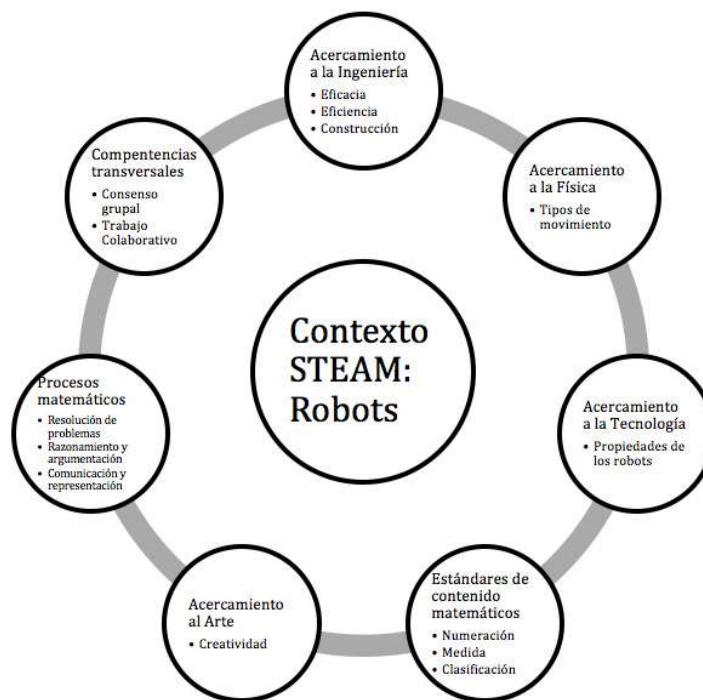 Acercamiento
a la Ingeniería
• Eficacia
• Eficiencia
• Construcción
Acercamiento
a la Física
• Tipos de
movimiento
Acercamiento
a la Tecnología
• Propiedades de
los robots
Estándares de
contenido
matemáticos
• Numeración
• Medida
• Clasificación
Acercamiento
al Arte
• Creatividad
Procesos
matemáticos
• Resolución de
problemas
• Razonamiento y
argumentación
• Comunicación y
representación
Compentencias
transversales
• Consenso
grupal
• Trabajo
Colaborativo
Contexto
STEAM:
Robots